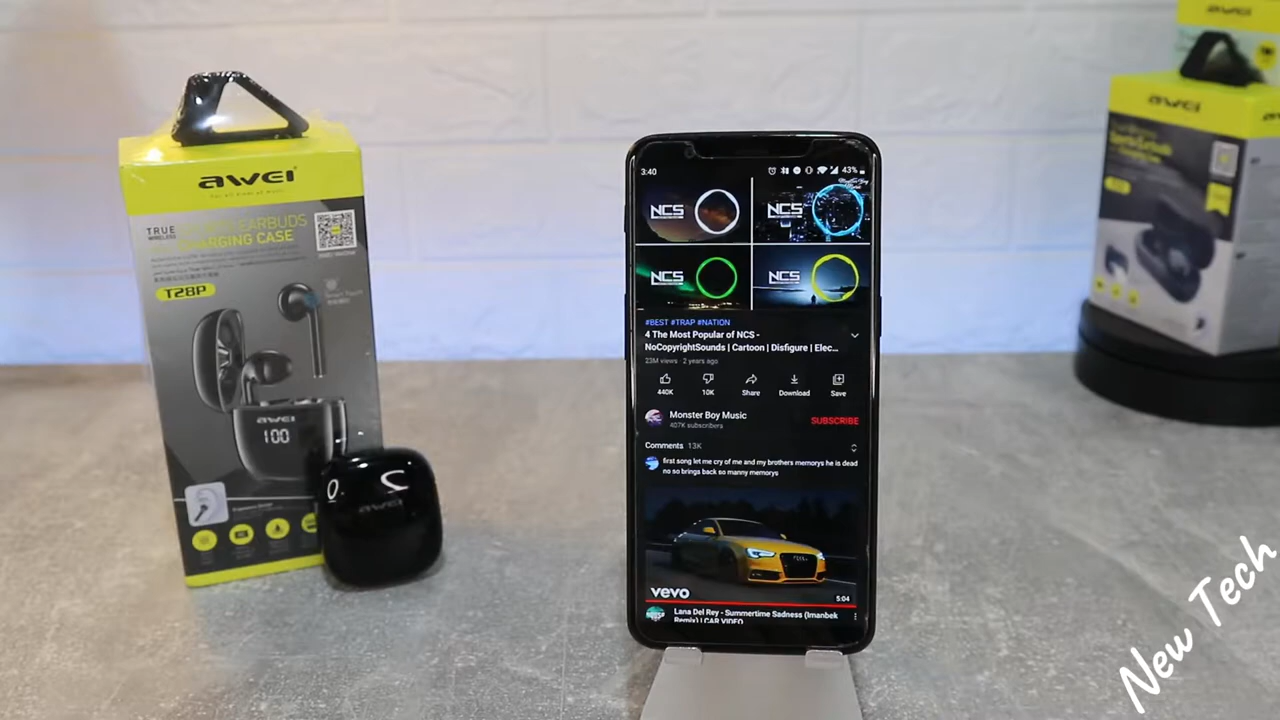 awei
TRUE
WIRELESS
EARBUDS
CHARGING CASE
T28P
Smart Touch
awei
100
awei
3:40
43%
NCS
NCS
NCS
NCS
#BEST #TRAP #NATION
4 The Most Popular of NCS -
NoCopyrightSounds | Cartoon | Disfigure | Elec...
23M views · 2 years ago
440K
10K
Share
Download
Save
Monster Boy Music
407K subscribers
SUBSCRIBE
Comments 13K
first song let me cry of me and my brothers memorys he is dead
no so brings back so manny memorys
vevo
5:04
Lana Del Rey - Summertime Sadness (Imanbek
Remix) | CAR VIDEO
awei
awei
New Tech